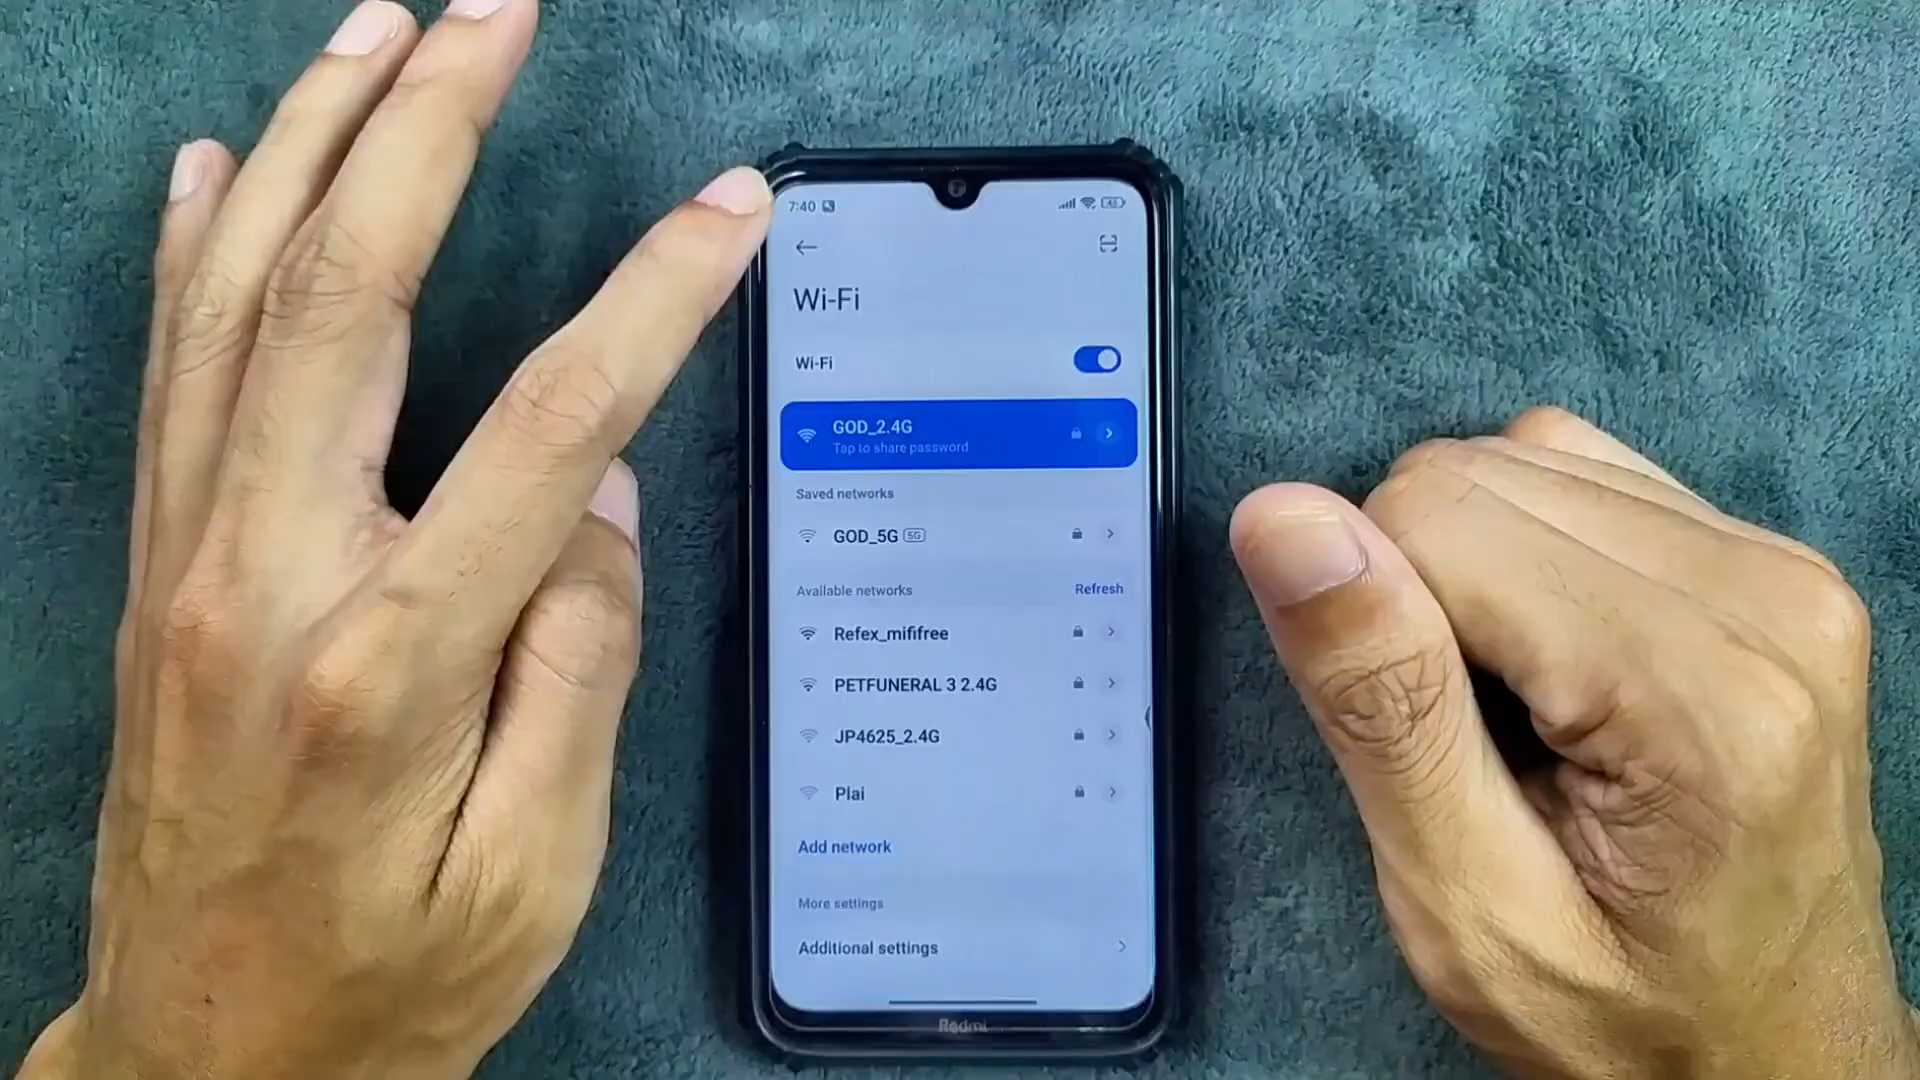 7:40
Wi-Fi
Wi-Fi
GOD_2.4G
Tap to share password
Saved networks
GOD_5G 5G
Available networks Refresh
Refex_mififree
PETFUNERAL 3 2.4G
JP4625_2.4G
Plai
Add network
More settings
Additional settings
Redmi